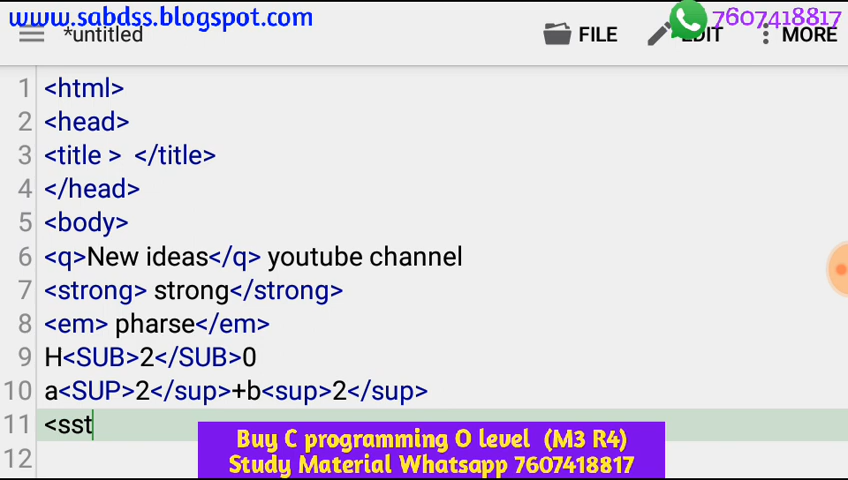 www.sabdss.blogspot.com
7607418817
*untitled
FILE
EDIT
MORE
1 <html>
2 <head>
3 <title >  </title>
4 </head>
5 <body>
6 <q>New ideas</q> youtube channel
7 <strong> strong</strong>
8 <em> pharse</em>
9 H<SUB>2</SUB>0
10 a<SUP>2</sup>+b<sup>2</sup>
11 <sst
12
Buy C programming O level  (M3 R4)
Study Material Whatsapp 7607418817